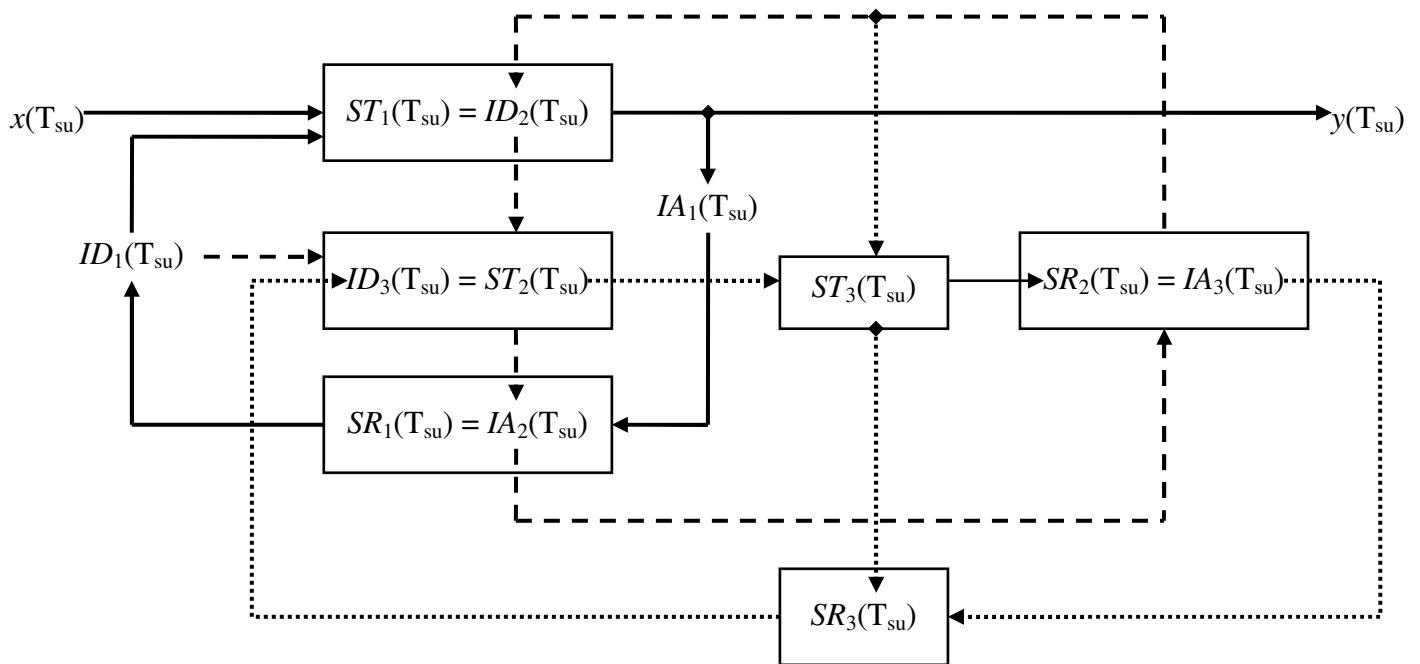 x(Tsu)
ST1(Tsu) = ID2(Tsu)
y(Tsu)
IA1(Tsu)
ID1(Tsu)
ID3(Tsu) = ST2(Tsu)
ST3(Tsu)
SR2(Tsu) = IA3(Tsu)
SR1(Tsu) = IA2(Tsu)
SR3(Tsu)